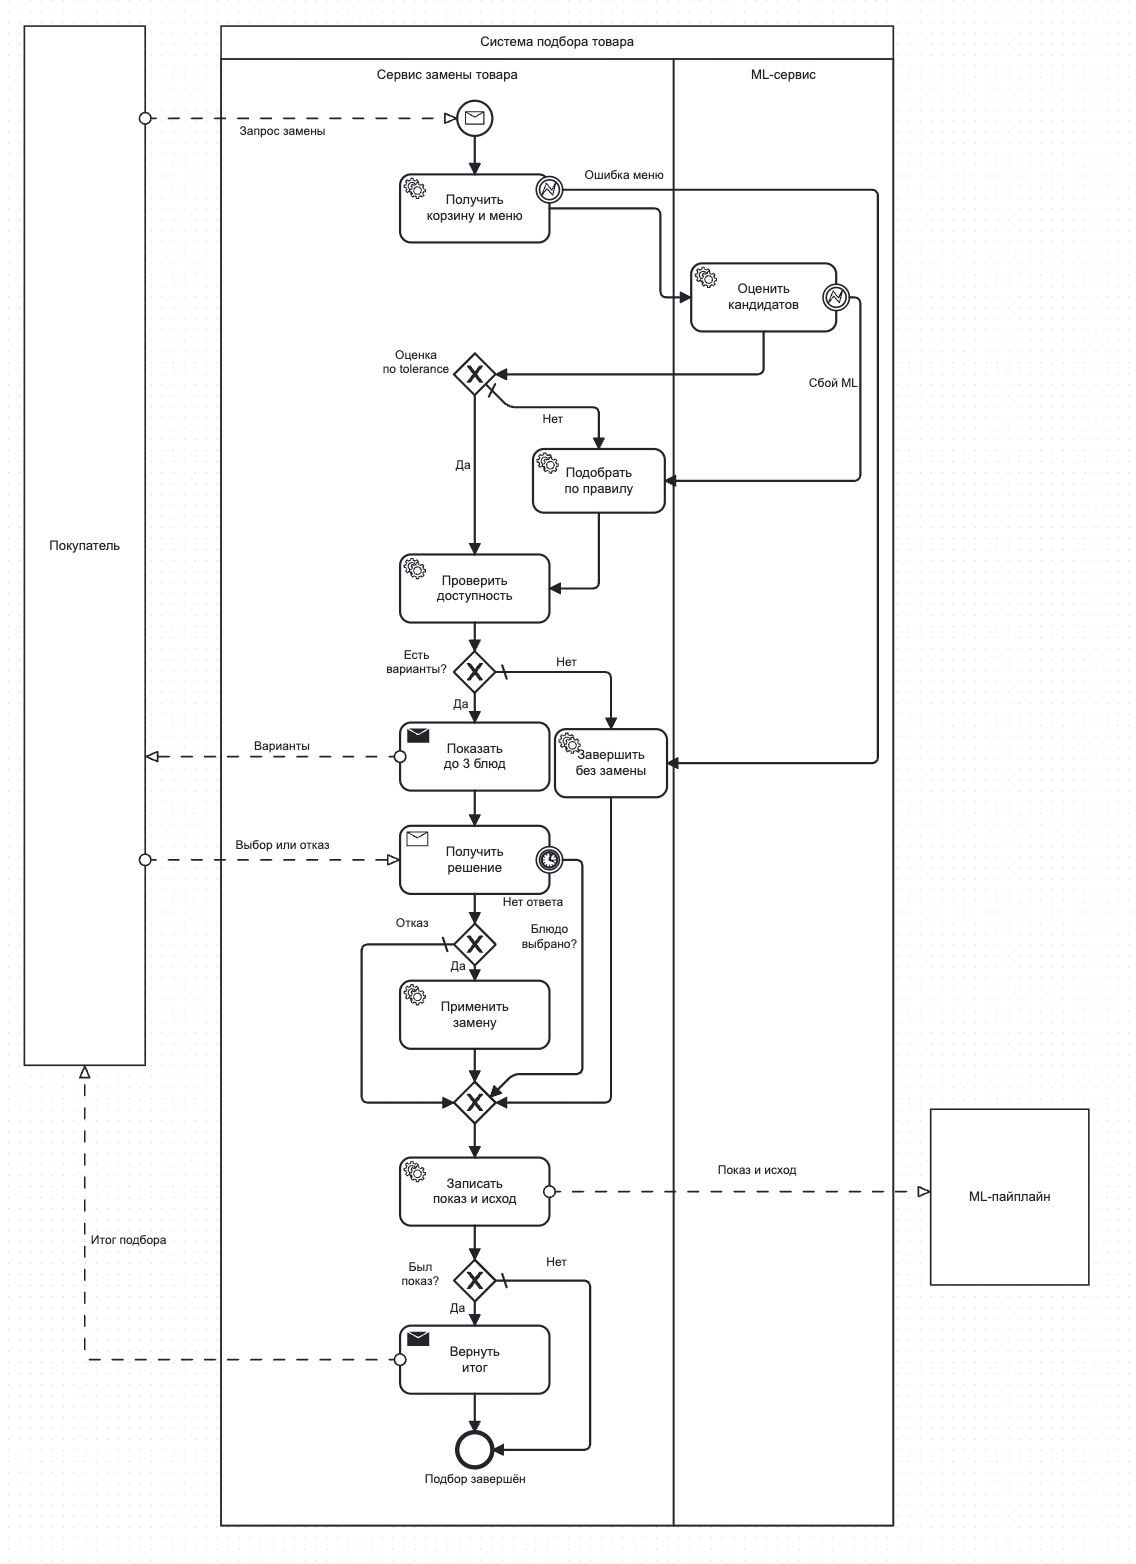 Система подбора товара
Сервис замены товара
ML-сервис
Запрос замены
Ошибка меню
Получить
корзину и меню
Оценить
кандидатов
Оценка
по tolerance
Сбой ML
Нет
Да
Подобрать
по правилу
Покупатель
Проверить
доступность
Есть
варианты?
Нет
Да
Варианты
Показать
до 3 блюд
Завершить
без замены
Выбор или отказ
Получить
решение
Нет ответа
Отказ
Блюдо
выбрано?
Да
Применить
замену
Показ и исход
Записать
показ и исход
ML-пайплайн
Итог подбора
Был
показ?
Нет
Да
Вернуть
итог
Подбор завершён